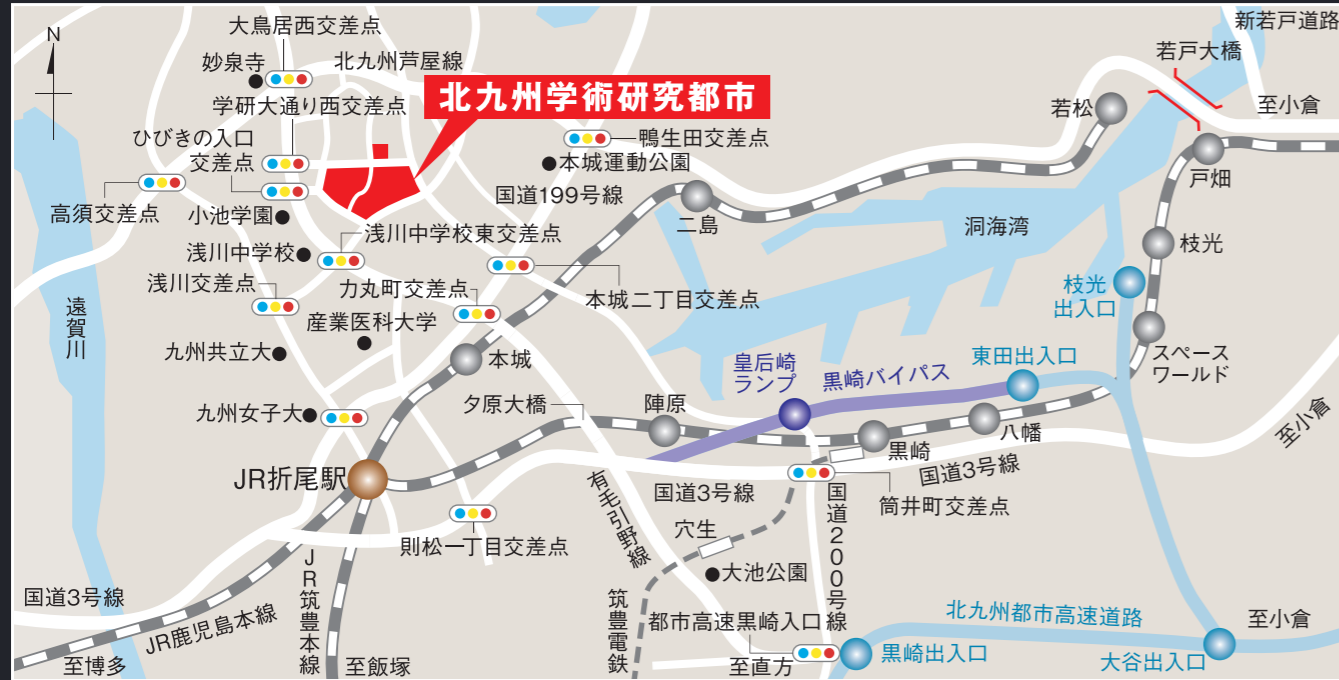 大鳥居西交差点
新若戸道路
N
妙泉寺
北九州芦屋線
若戸大橋
北九州学術研究都市
学研大通り西交差点
若松
至小倉
ひびきの入口
交差点
鴨生田交差点
本城運動公園
戸畑
高須交差点
小池学園
国道199号線
二島
洞海湾
浅川中学校
浅川中学校東交差点
枝光
浅川交差点
力丸町交差点
本城二丁目交差点
枝光
出入口
遠賀川
産業医科大学
九州共立大
本城
皇后崎
ランプ
黒崎バイパス
東田出入口
スペース
ワールド
九州女子大
夕原大橋
陣原
八幡
黒崎
至小倉
JR折尾駅
国道3号線
国道3号線
有毛引野線
筒井町交差点
国道200号線
則松一丁目交差点
穴生
大池公園
国道3号線
JR鹿児島本線
JR筑豊本線
筑豊電鉄
都市高速黒崎入口
北九州都市高速道路
至小倉
至博多
至飯塚
至直方
黒崎出入口
大谷出入口